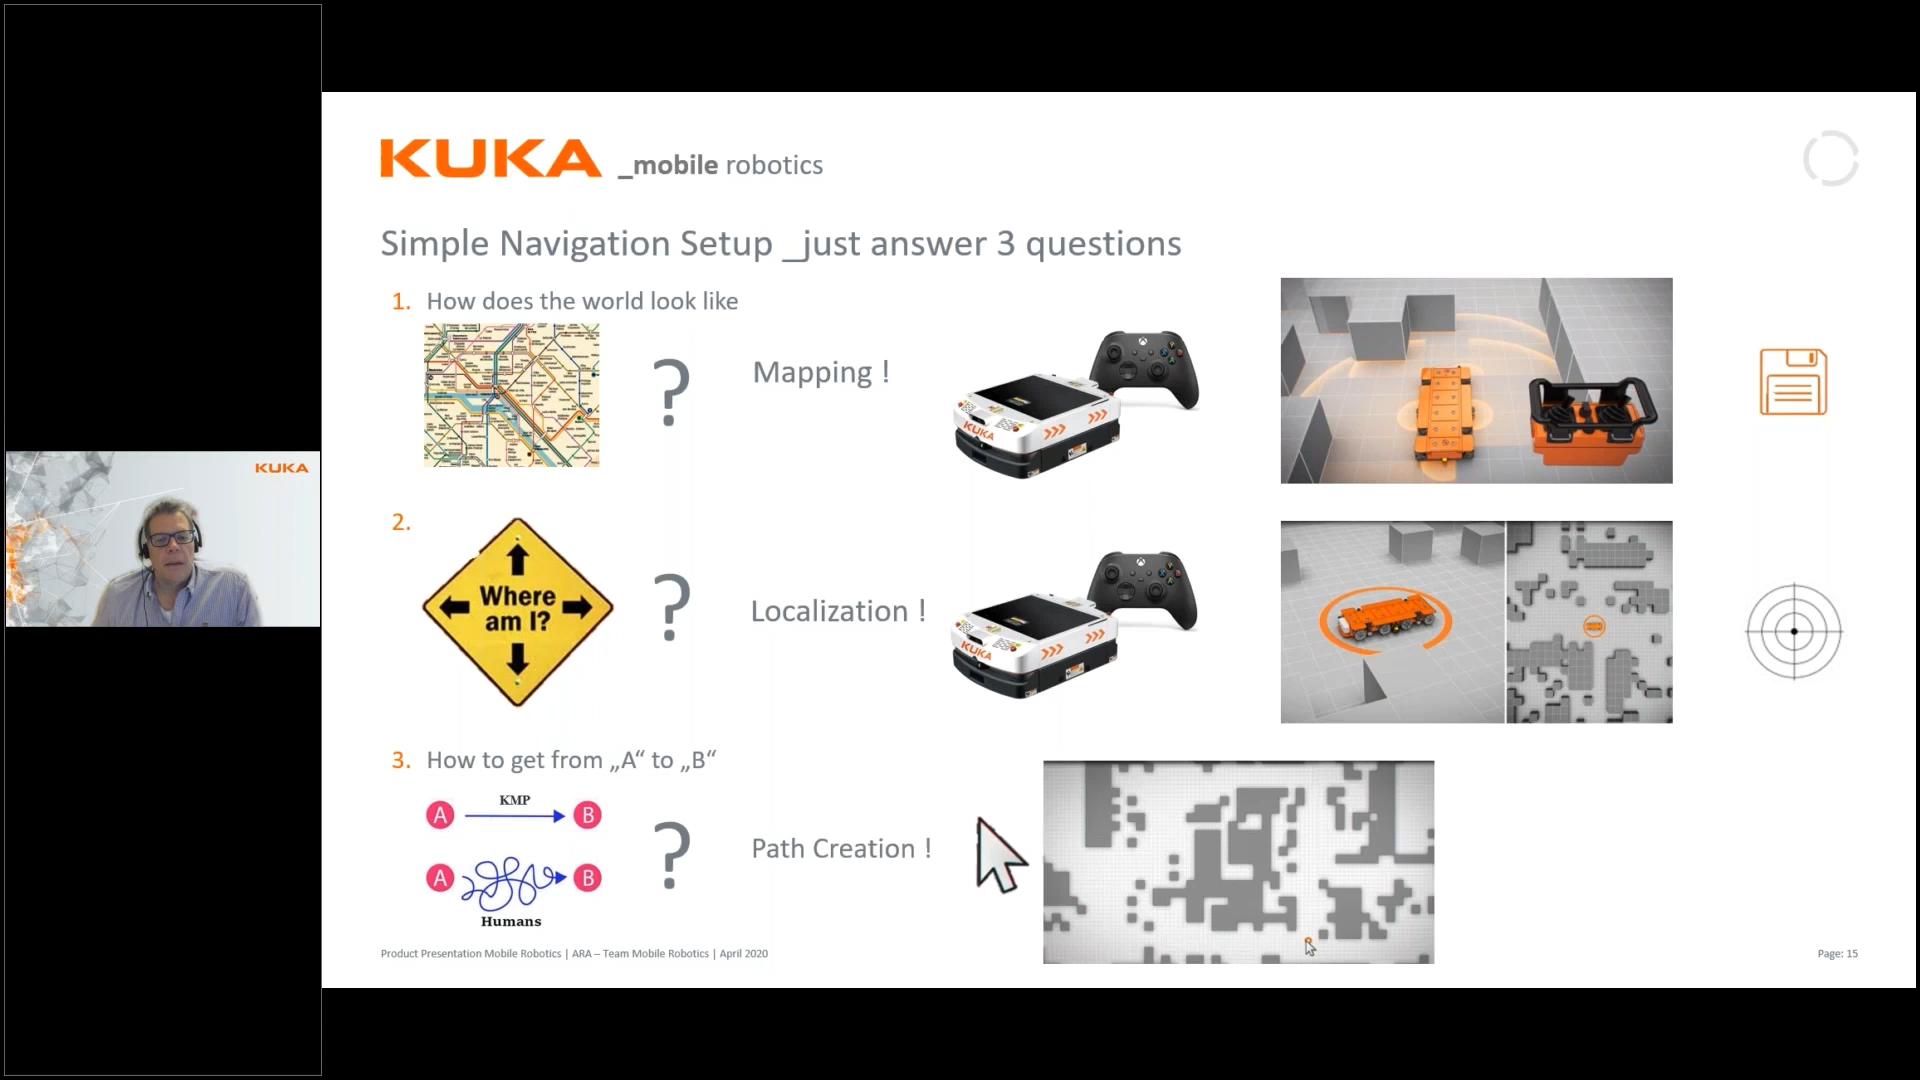 KUKA _mobile robotics
Simple Navigation Setup _just answer 3 questions
1. How does the world look like
?
Mapping !
KUKA
KUKA
2.
Where
am I?
?
Localization !
KUKA
3. How to get from „A“ to „B“
KMP
A
B
?
Path Creation !
A
B
Humans
Product Presentation Mobile Robotics | ARA – Team Mobile Robotics | April 2020
Page: 15